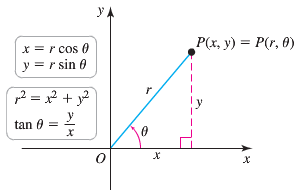 y
x = r cos θ
y = r sin θ
P(x, y) = P(r, θ)
r² = x² + y²
tan θ = y/x
r
y
θ
O
x
x